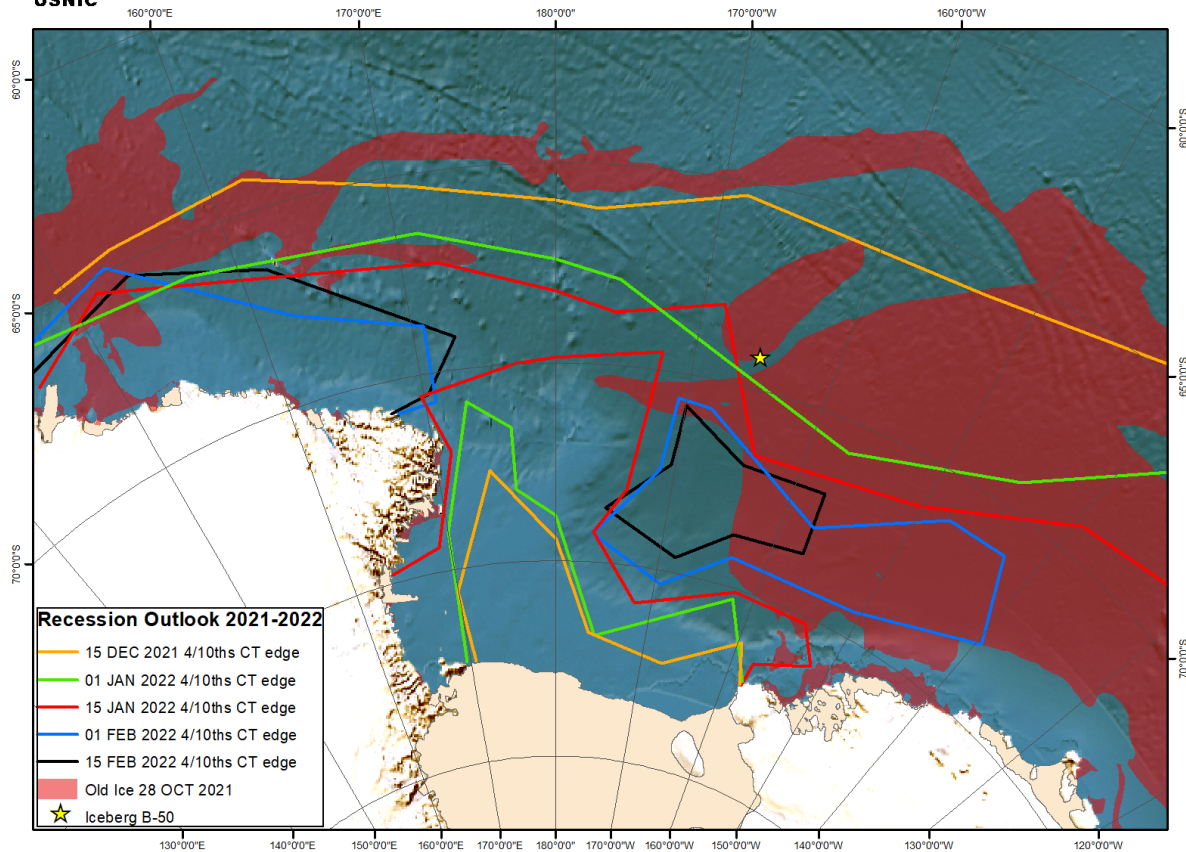 USNIC
160°0'0"E 170°0'0"E 180°0'0" 170°0'0"W 160°0'0"W
60°0'0"S 60°0'0"S
65°0'0"S 65°0'0"S
70°0'0"S 70°0'0"S
Recession Outlook 2021-2022
15 DEC 2021 4/10ths CT edge
01 JAN 2022 4/10ths CT edge
15 JAN 2022 4/10ths CT edge
01 FEB 2022 4/10ths CT edge
15 FEB 2022 4/10ths CT edge
Old Ice 28 OCT 2021
Iceberg B-50
130°0'0"E 140°0'0"E 150°0'0"E 160°0'0"E 170°0'0"E 180°0'0" 170°0'0"W 160°0'0"W 150°0'0"W 140°0'0"W 130°0'0"W 120°0'0"W